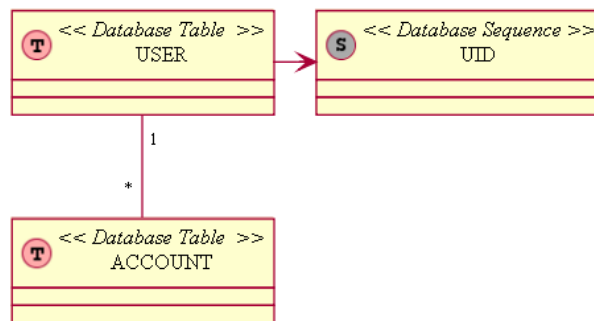 T
<< Database Table >>
USER
S
<< Database Sequence >>
UID
1
*
T
<< Database Table >>
ACCOUNT